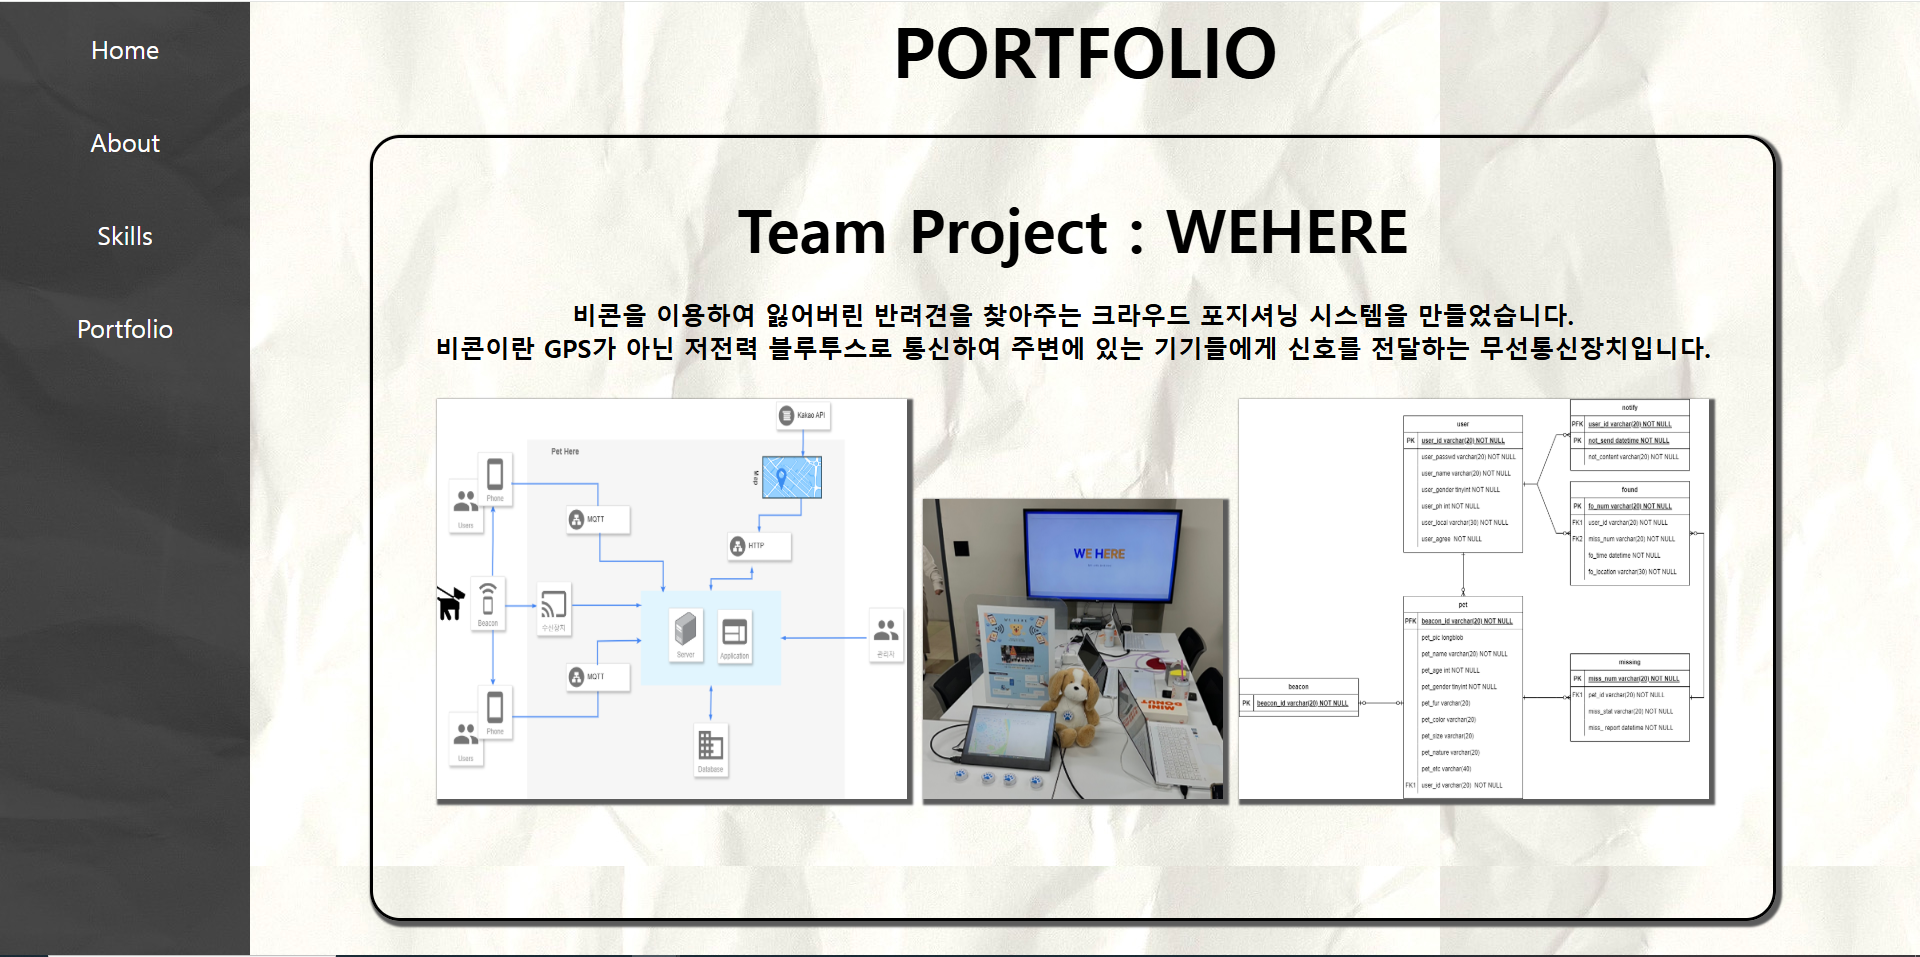 Home
About
Skills
Portfolio
PORTFOLIO
Team Project : WEHERE
비콘을 이용하여 잃어버린 반려견을 찾아주는 크라우드 포지셔닝 시스템을 만들었습니다.
비콘이란 GPS가 아닌 저전력 블루투스로 통신하여 주변에 있는 기기들에게 신호를 전달하는 무선통신장치입니다.
Kakao API
Pet Here
Map
Phone
Users
MQTT
HTTP
Beacon
수신장치
Server
Application
관리자
MQTT
Phone
Users
Database
WE HERE
WE HERE
MINI
DONUT
user
PK user_id varchar(20) NOT NULL
user_passwd varchar(20) NOT NULL
user_name varchar(20) NOT NULL
user_gender tinyint NOT NULL
user_ph int NOT NULL
user_local varchar(30) NOT NULL
user_agree NOT NULL
notify
PFK user_id varchar(20) NOT NULL
PK not_send datetime NOT NULL
not_content varchar(20) NOT NULL
found
PK fo_num varchar(20) NOT NULL
FK1 user_id varchar(20) NOT NULL
FK2 miss_num varchar(20) NOT NULL
fo_time datetime NOT NULL
fo_location varchar(30) NOT NULL
pet
PFK beacon_id varchar(20) NOT NULL
pet_pic longblob
pet_name varchar(20) NOT NULL
pet_age int NOT NULL
pet_gender tinyint NOT NULL
pet_fur varchar(20)
pet_color varchar(20)
pet_size varchar(20)
pet_nature varchar(20)
pet_etc varchar(40)
FK1 user_id varchar(20) NOT NULL
beacon
PK beacon_id varchar(20) NOT NULL
missing
PK miss_num varchar(20) NOT NULL
FK1 pet_id varchar(20) NOT NULL
miss_stat varchar(20) NOT NULL
miss_ report datetime NOT NULL